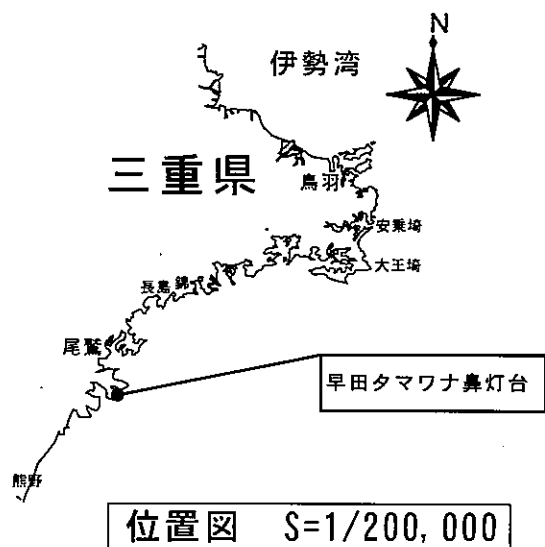 N
伊勢湾
三重県
鳥羽
安乗埼
大王埼
長島 錦
尾鷲
早田タマワナ鼻灯台
熊野
位置図 S=1/200,000